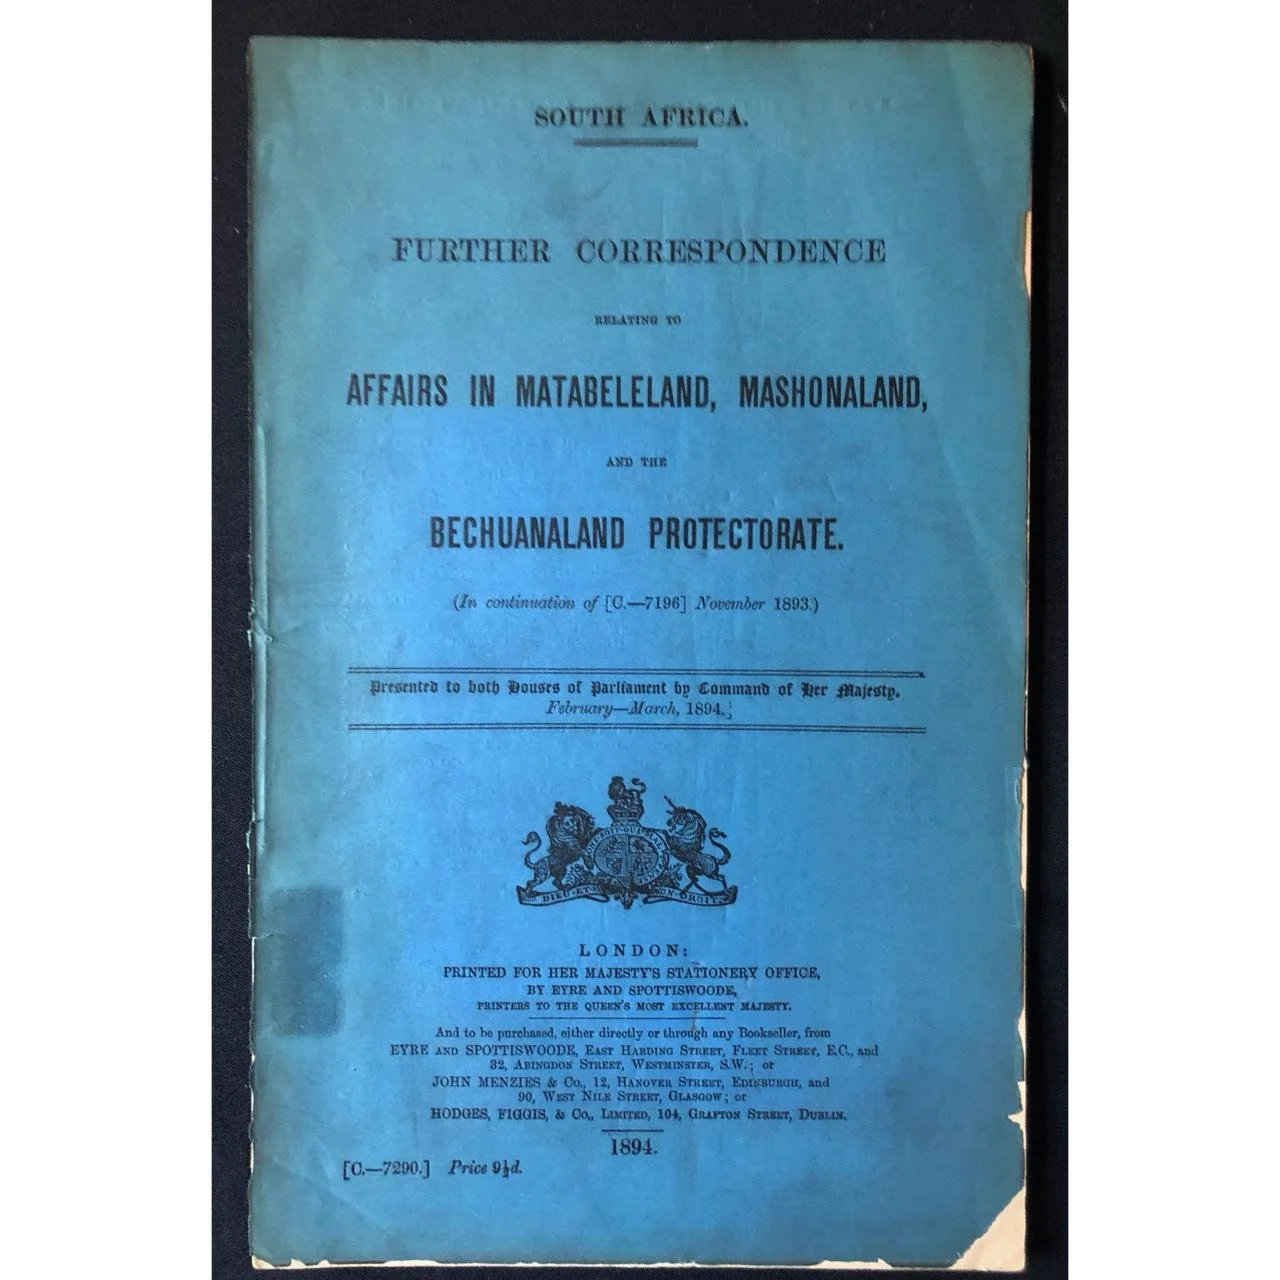 SOUTH AFRICA.
FURTHER CORRESPONDENCE
RELATING TO
AFFAIRS IN MATABELELAND, MASHONALAND,
AND THE
BECHUANALAND PROTECTORATE.
(In continuation of [C.—7196] November 1893.)
Presented to both Houses of Parliament by Command of Her Majesty.
February—March, 1894.
DIEU ET MON DROIT
LONDON:
PRINTED FOR HER MAJESTY'S STATIONERY OFFICE,
BY EYRE AND SPOTTISWOODE,
PRINTERS TO THE QUEEN'S MOST EXCELLENT MAJESTY.
And to be purchased, either directly or through any Bookseller, from
EYRE AND SPOTTISWOODE, EAST HARDING STREET, FLEET STREET, E.C., and
32, ABINGDON STREET, WESTMINSTER, S.W.; or
JOHN MENZIES & Co., 12, HANOVER STREET, EDINBURGH, and
90, WEST NILE STREET, GLASGOW; or
HODGES, FIGGIS, & Co., LIMITED, 104, GRAFTON STREET, DUBLIN.
1894.
[C.—7290.] Price 9½d.